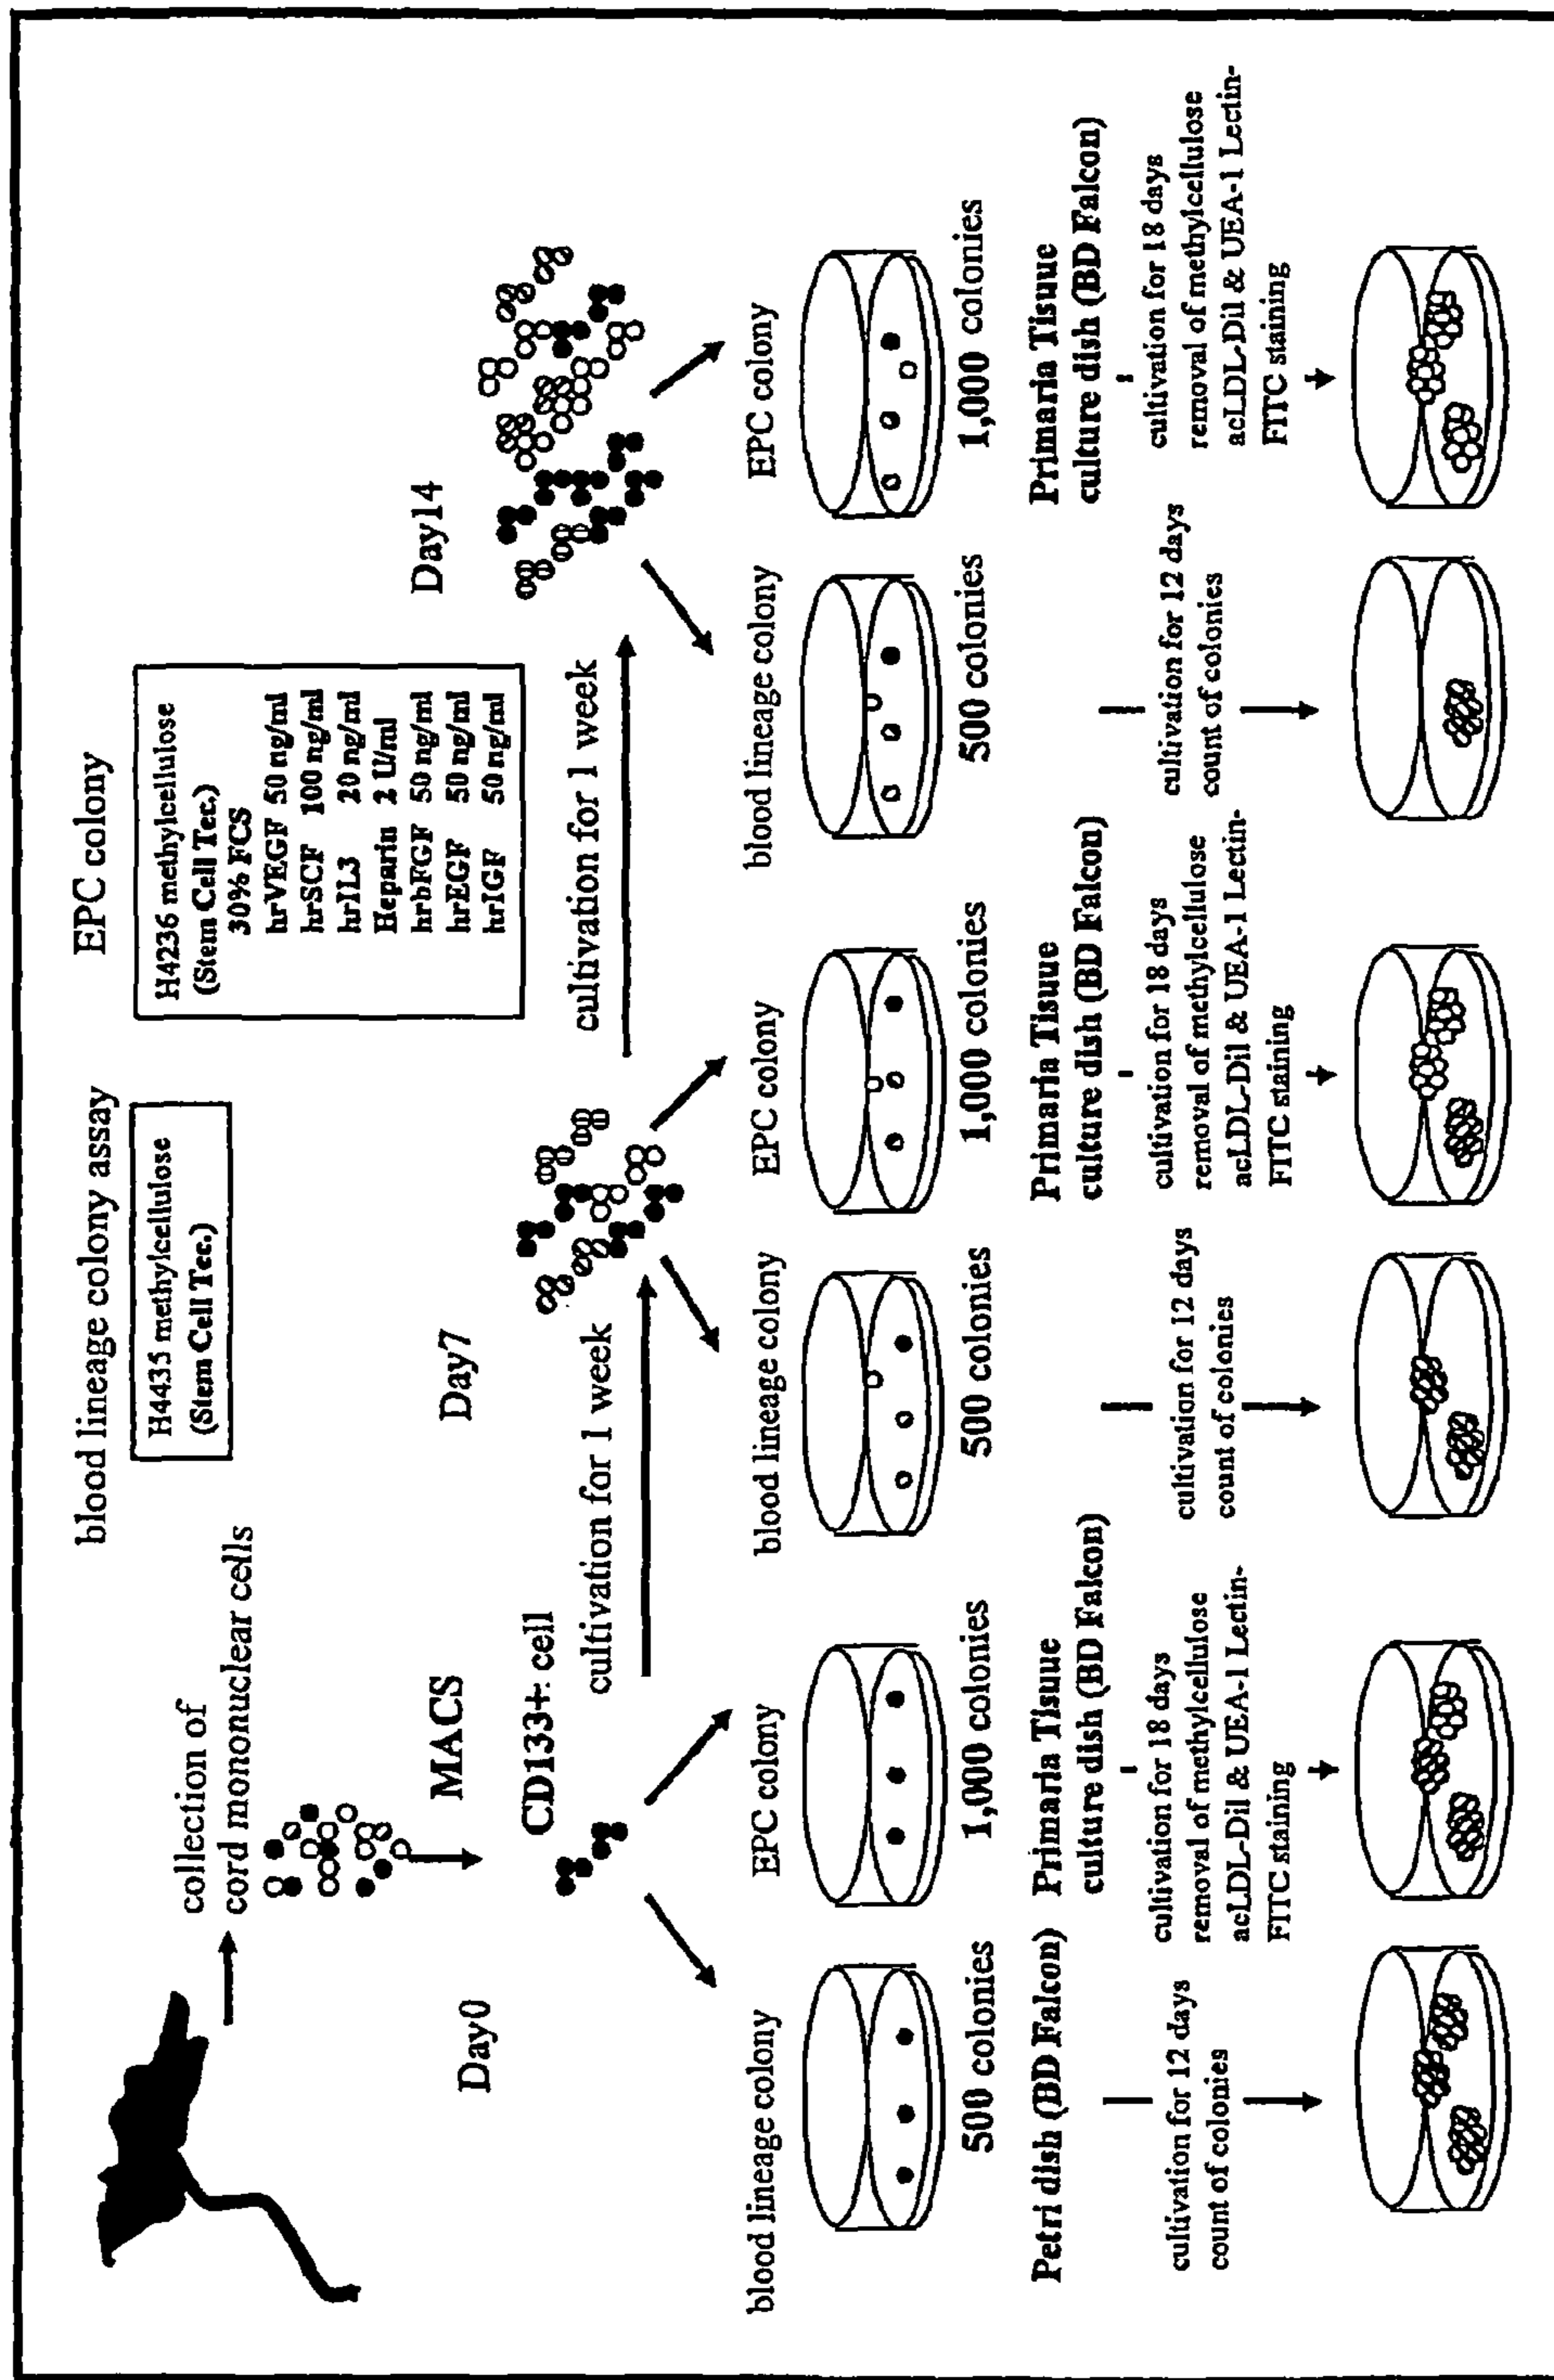 blood lineage colony assay
H4435 methylcellulose
(Stem Cell Tec.)
EPC colony
H4236 methylcellulose
(Stem Cell Tec.)
30% FCS
hrVEGF 50 ng/ml
hrSCF 100 ng/ml
hrIL3 20 ng/ml
Heparin 2 U/ml
hrbFGF 50 ng/ml
hrEGF 50 ng/ml
hrIGF 50 ng/ml
collection of
cord mononuclear cells
MACS
Day0
CD133+ cell
cultivation for 1 week
Day7
cultivation for 1 week
Day14
blood lineage colony
EPC colony
blood lineage colony
EPC colony
blood lineage colony
EPC colony
500 colonies
1,000 colonies
500 colonies
1,000 colonies
500 colonies
1,000 colonies
Petri dish (BD Falcon)
cultivation for 12 days
count of colonies
Primaria Tisuue
culture dish (BD Falcon)
cultivation for 18 days
removal of methylcellulose
acLDL-DiI & UEA-1 Lectin-
FITC staining
cultivation for 12 days
count of colonies
Primaria Tisuue
culture dish (BD Falcon)
cultivation for 18 days
removal of methylcellulose
acLDL-DiI & UEA-1 Lectin-
FITC staining
cultivation for 12 days
count of colonies
Primaria Tisuue
culture dish (BD Falcon)
cultivation for 18 days
removal of methylcellulose
acLDL-DiI & UEA-1 Lectin-
FITC staining